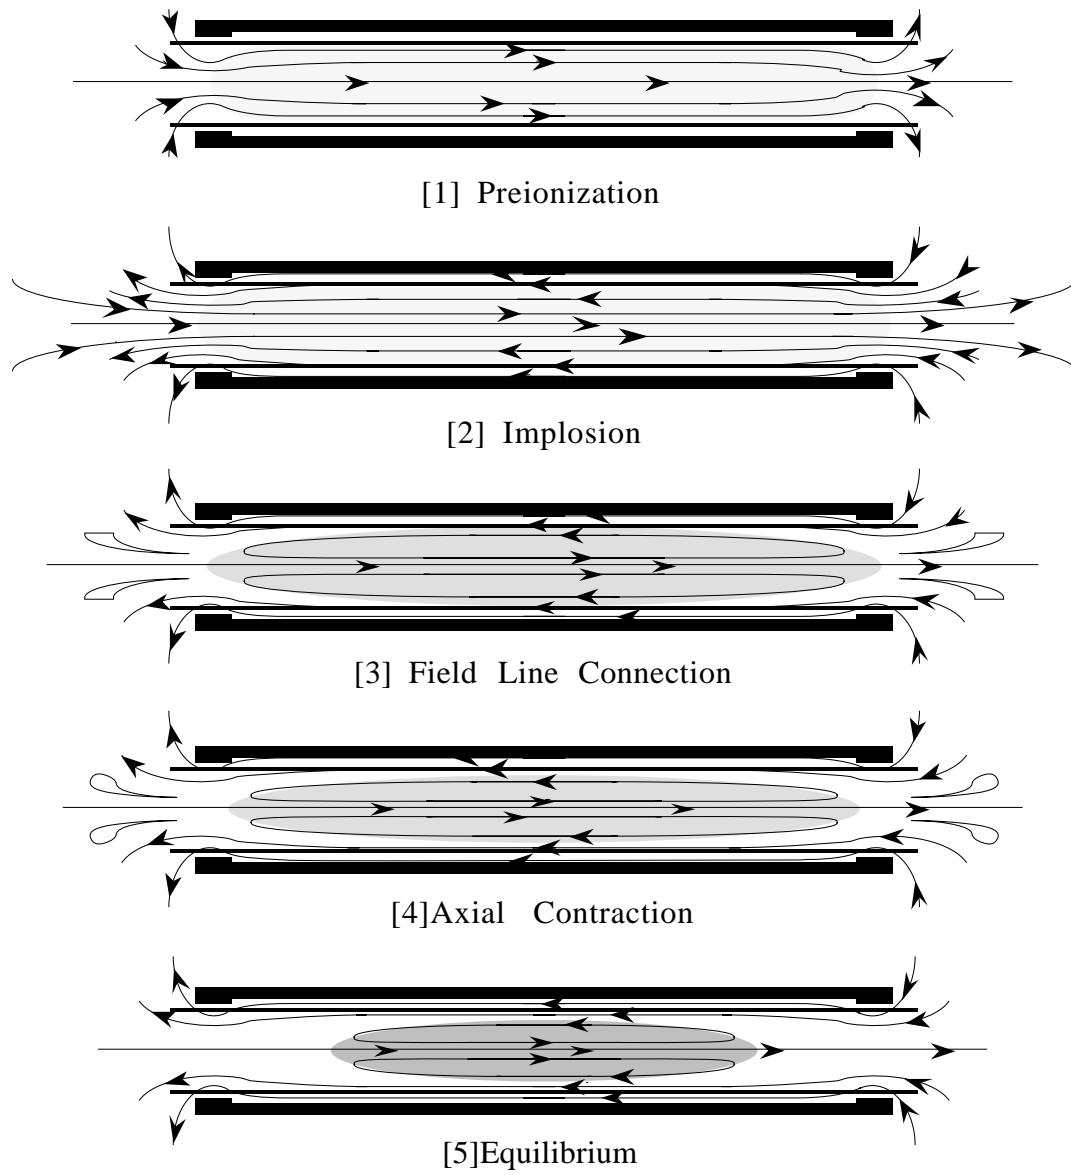 [1] Preionization
[2] Implosion
[3] Field Line Connection
[4]Axial Contraction
[5]Equilibrium